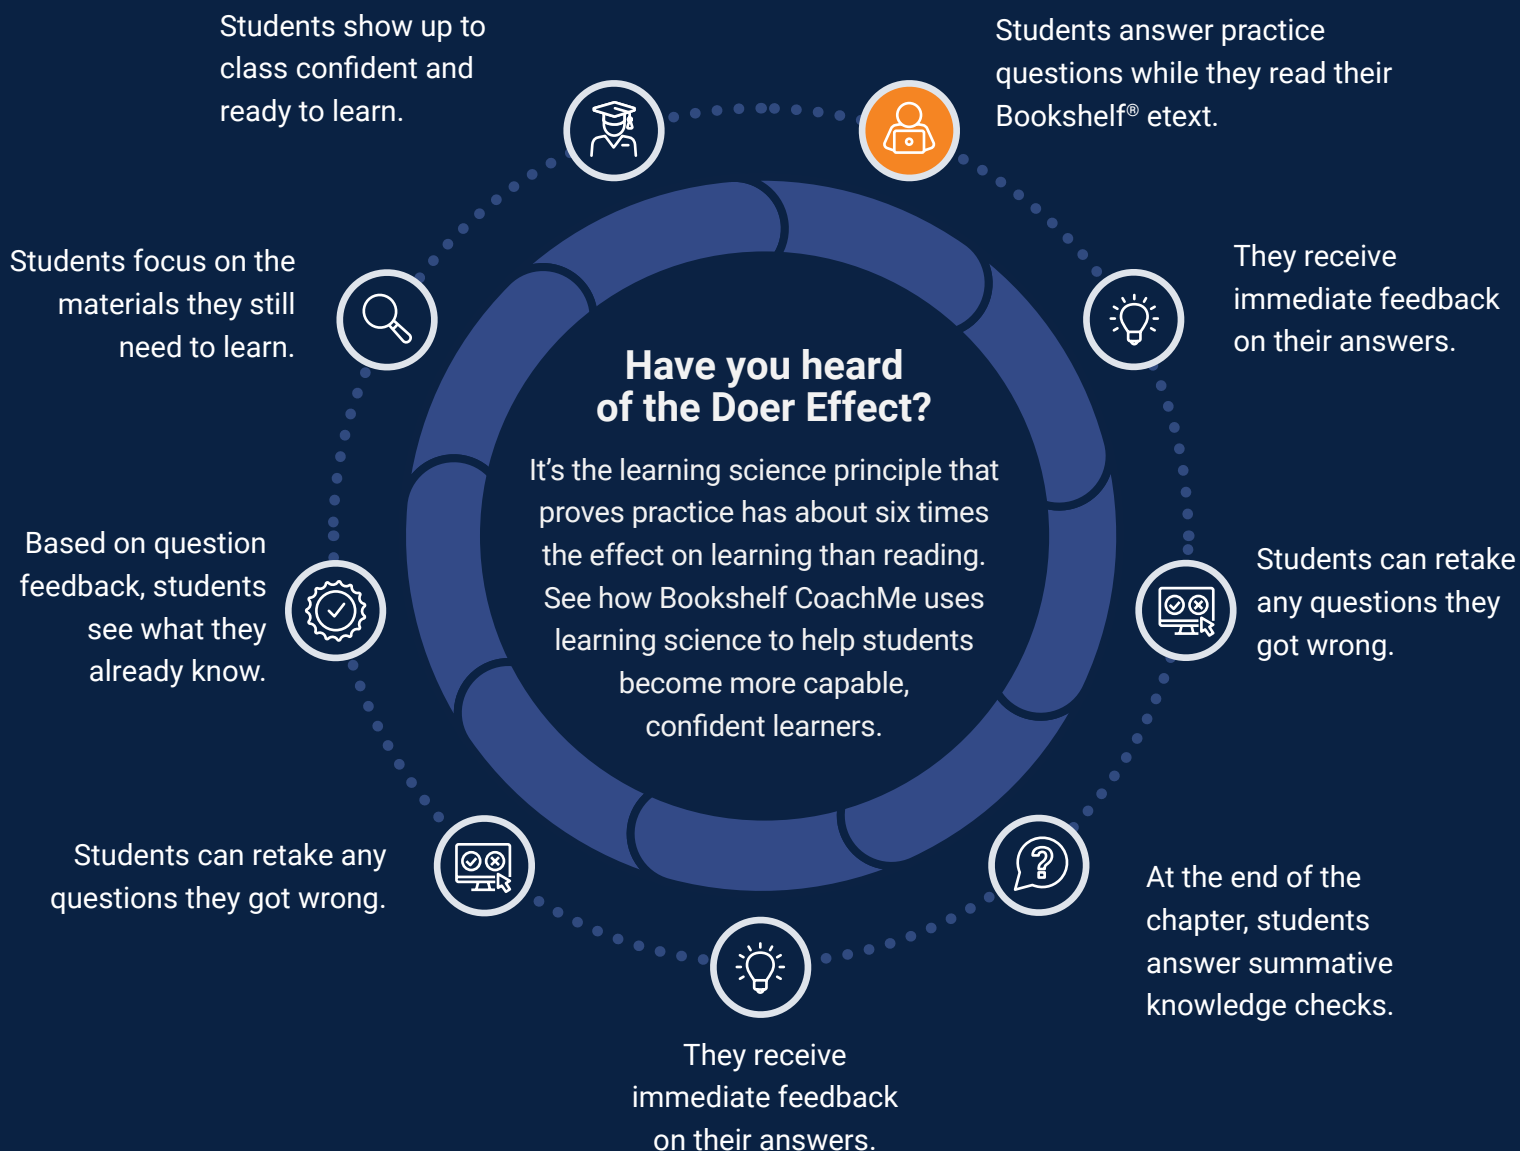 Have you heard
of the Doer Effect?
It’s the learning science principle that
proves practice has about six times
the effect on learning than reading.
See how Bookshelf CoachMe uses
learning science to help students
become more capable,
confident learners.
Students answer practice
questions while they read their
Bookshelf® etext.
They receive
immediate feedback
on their answers.
Students can retake
any questions they
got wrong.
At the end of the
chapter, students
answer summative
knowledge checks.
They receive
immediate feedback
on their answers.
Students can retake any
questions they got wrong.
Based on question
feedback, students
see what they
already know.
Students focus on the
materials they still
need to learn.
Students show up to
class confident and
ready to learn.